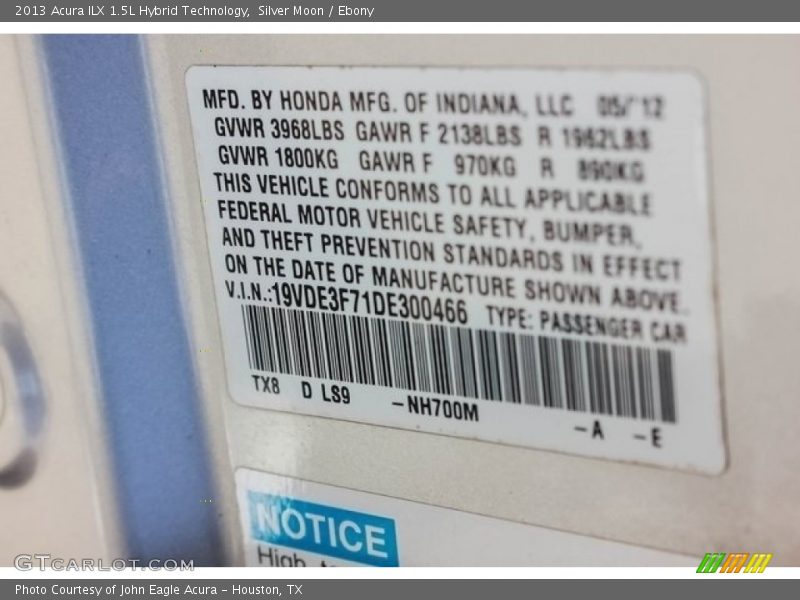 2013 Acura ILX 1.5L Hybrid Technology,  Silver Moon / Ebony
MFD. BY HONDA MFG. OF INDIANA, LLC 05/'12
GVWR 3968LBS GAWR F 2138LBS R 1962LBS
GVWR 1800KG GAWR F 970KG R 890KG
THIS VEHICLE CONFORMS TO ALL APPLICABLE
FEDERAL MOTOR VEHICLE SAFETY, BUMPER,
AND THEFT PREVENTION STANDARDS IN EFFECT
ON THE DATE OF MANUFACTURE SHOWN ABOVE.
V.I.N.:19VDE3F71DE300466 TYPE: PASSENGER CAR
TX8 D LS9 -NH700M -A -E
NOTICE
High
GTCARLOT.COM
Photo Courtesy of John Eagle Acura - Houston, TX